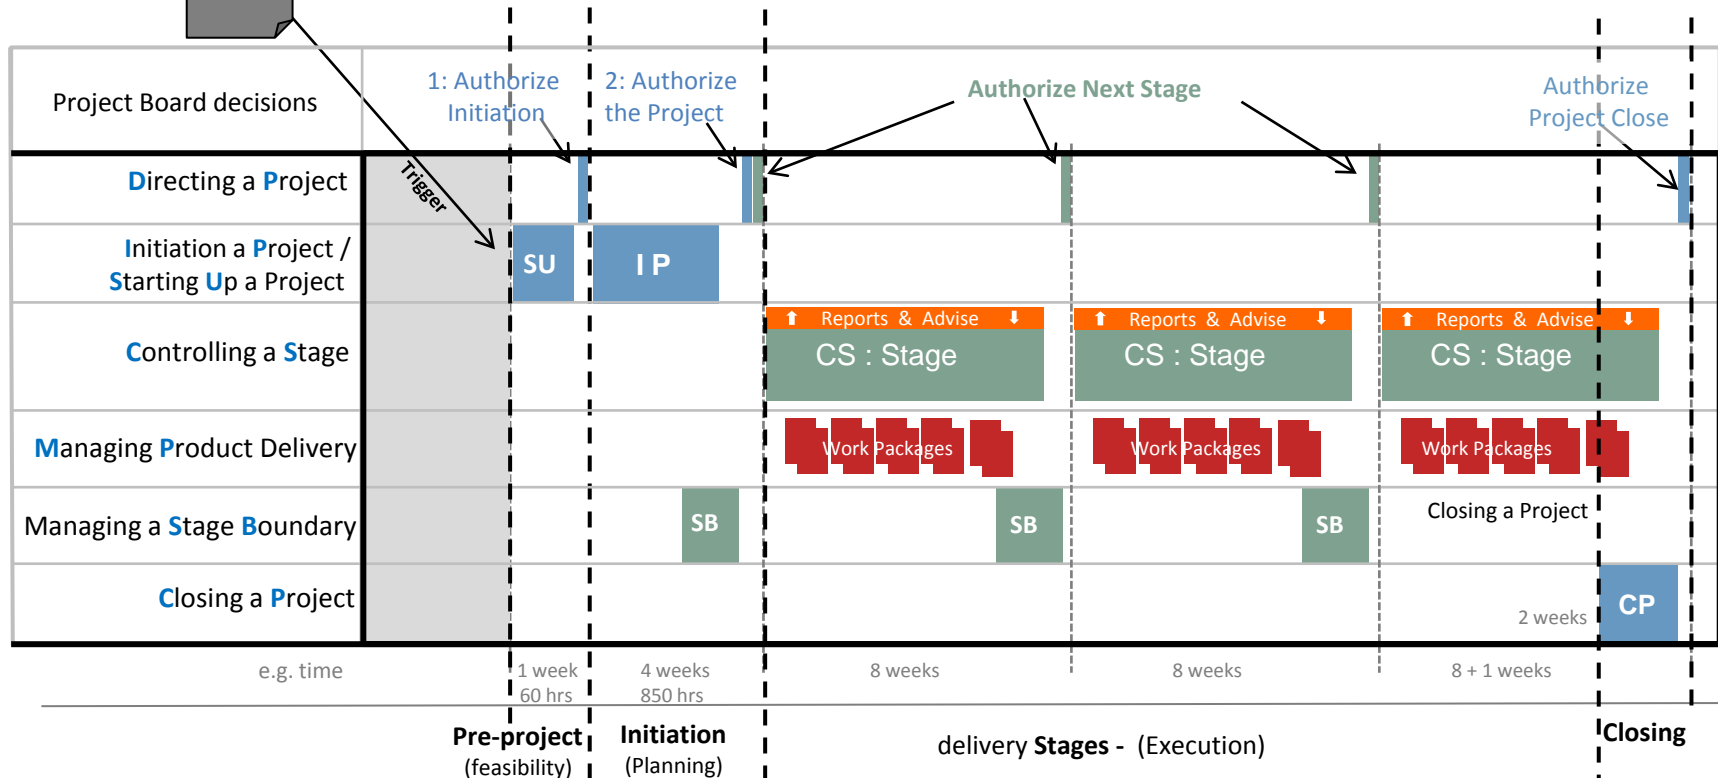 1: Authorize
Initiation
2: Authorize
the Project
Authorize Next Stage
Authorize
Project Close
Project Board decisions
Trigger
Directing a Project
Initiation a Project /
Starting Up a Project
SU
I P
Controlling a Stage
⬆ Reports & Advise ⬇
CS : Stage
⬆ Reports & Advise ⬇
CS : Stage
⬆ Reports & Advise ⬇
CS : Stage
Managing Product Delivery
Work Packages
Work Packages
Work Packages
Managing a Stage Boundary
SB
SB
SB
Closing a Project
Closing a Project
2 weeks
CP
e.g. time
1 week
60 hrs
4 weeks
850 hrs
8 weeks
8 weeks
8 + 1 weeks
Pre-project
(feasibility)
Initiation
(Planning)
delivery Stages - (Execution)
Closing